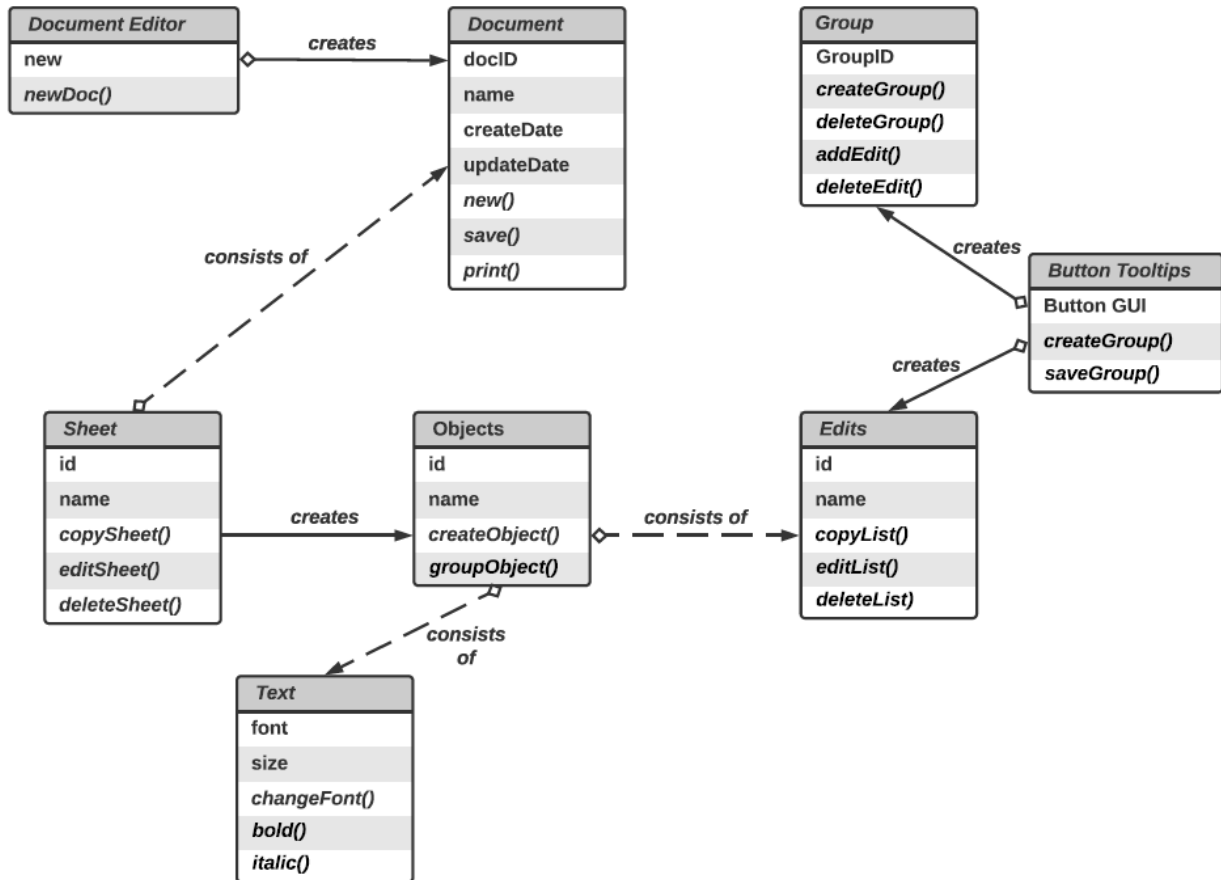 Document Editor
new
newDoc()
creates
Document
docID
name
createDate
updateDate
new()
save()
print()
Group
GroupID
createGroup()
deleteGroup()
addEdit()
deleteEdit()
consists of
creates
Button Tooltips
Button GUI
createGroup()
saveGroup()
creates
Sheet
id
name
copySheet()
editSheet()
deleteSheet()
creates
Objects
id
name
createObject()
groupObject()
consists of
Edits
id
name
copyList()
editList()
deleteList)
consists
of
Text
font
size
changeFont()
bold()
italic()